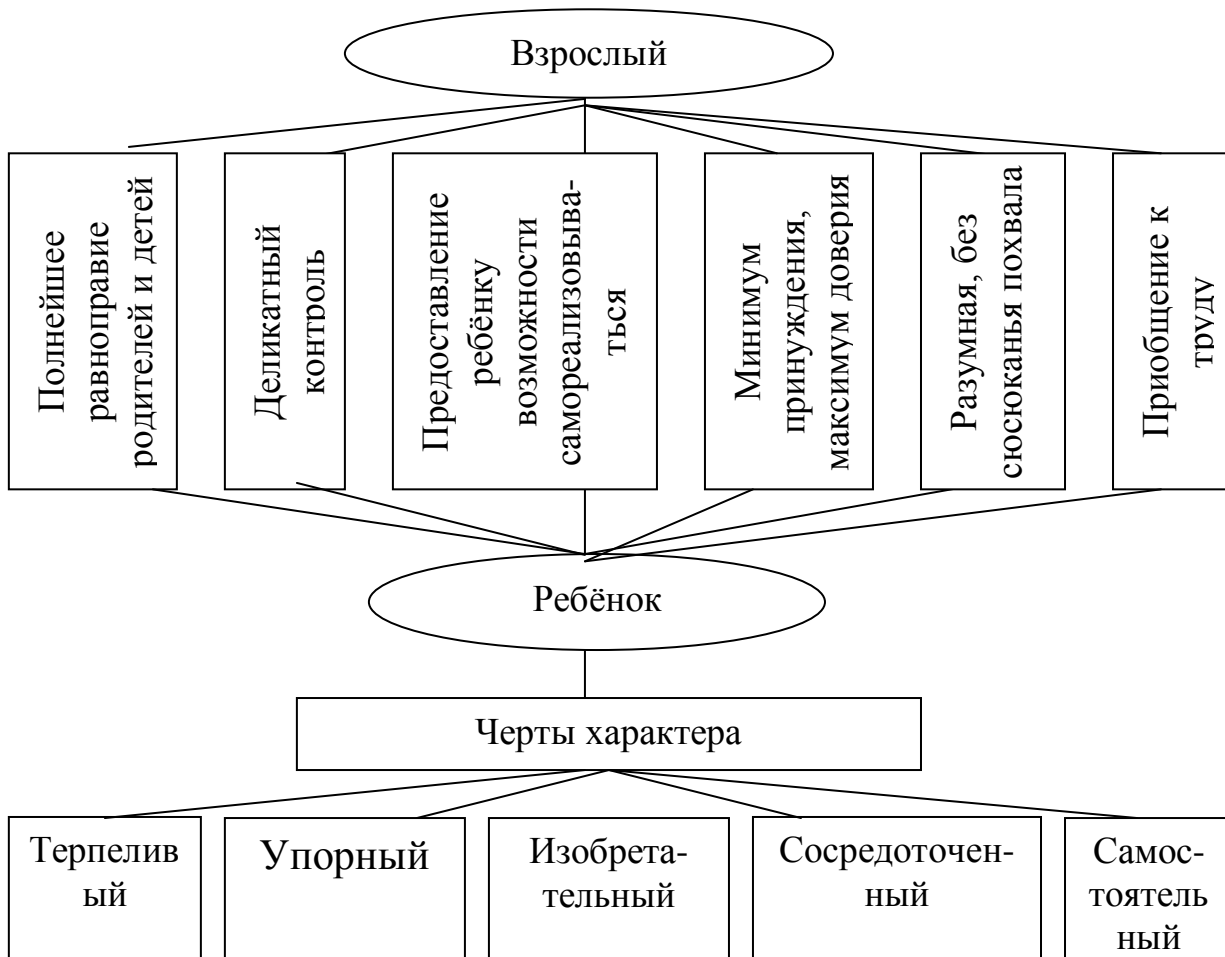 Взрослый
Полнейшее
равноправие
родителей и детей
Деликатный
контроль
Предоставление
ребёнку
возможности
самореализовыва-
ться
Минимум
принуждения,
максимум доверия
Разумная, без
сюсюканья похвала
Приобщение к
труду
Ребёнок
Черты характера
Терпелив
ый
Упорный
Изобрета-
тельный
Сосредоточен-
ный
Самос-
тоятель
ный